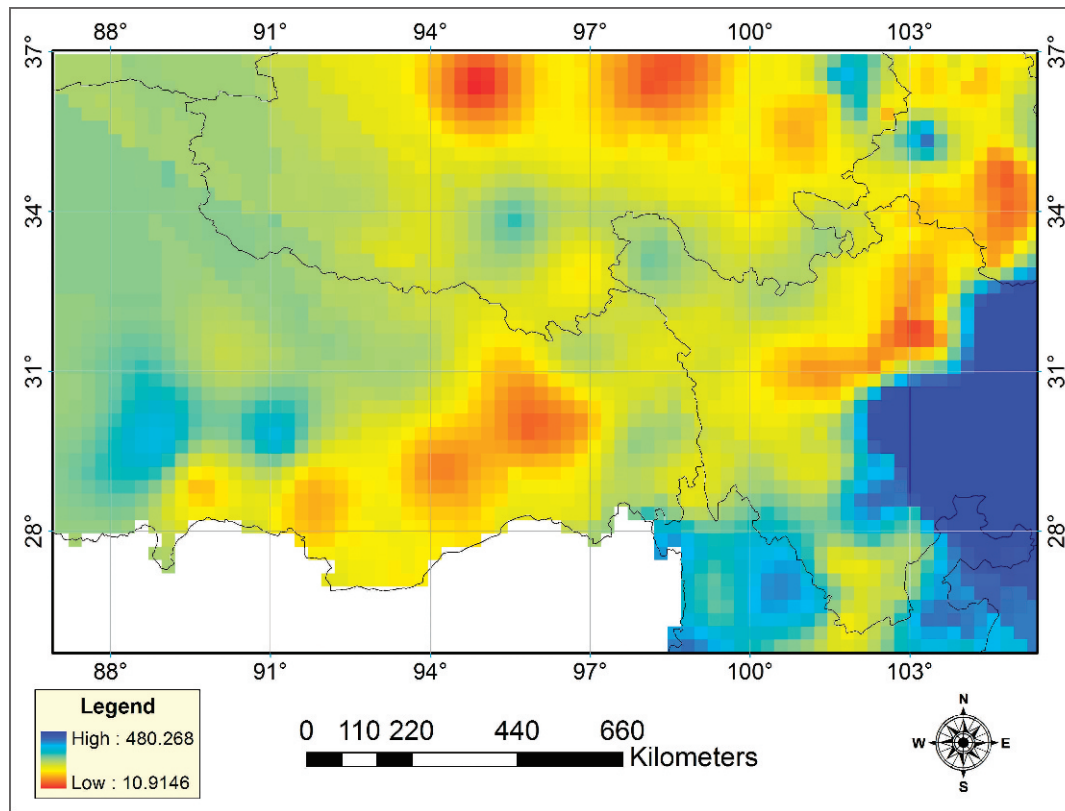 88° 91° 94° 97° 100° 103°
37° 37°
34° 34°
31° 31°
28° 28°
88° 91° 94° 97° 100° 103°
Legend
High : 480.268
Low : 10.9146
0 110 220 440 660
Kilometers
N
W E
S